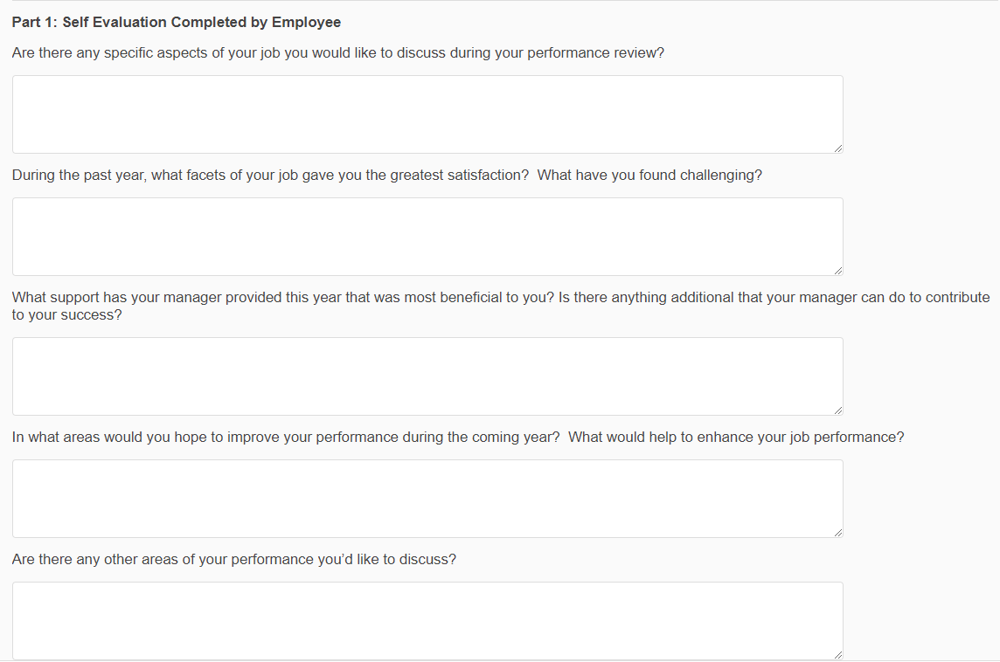 Part 1: Self Evaluation Completed by Employee
Are there any specific aspects of your job you would like to discuss during your performance review?
During the past year, what facets of your job gave you the greatest satisfaction?  What have you found challenging?
What support has your manager provided this year that was most beneficial to you? Is there anything additional that your manager can do to contribute
to your success?
In what areas would you hope to improve your performance during the coming year?  What would help to enhance your job performance?
Are there any other areas of your performance you’d like to discuss?